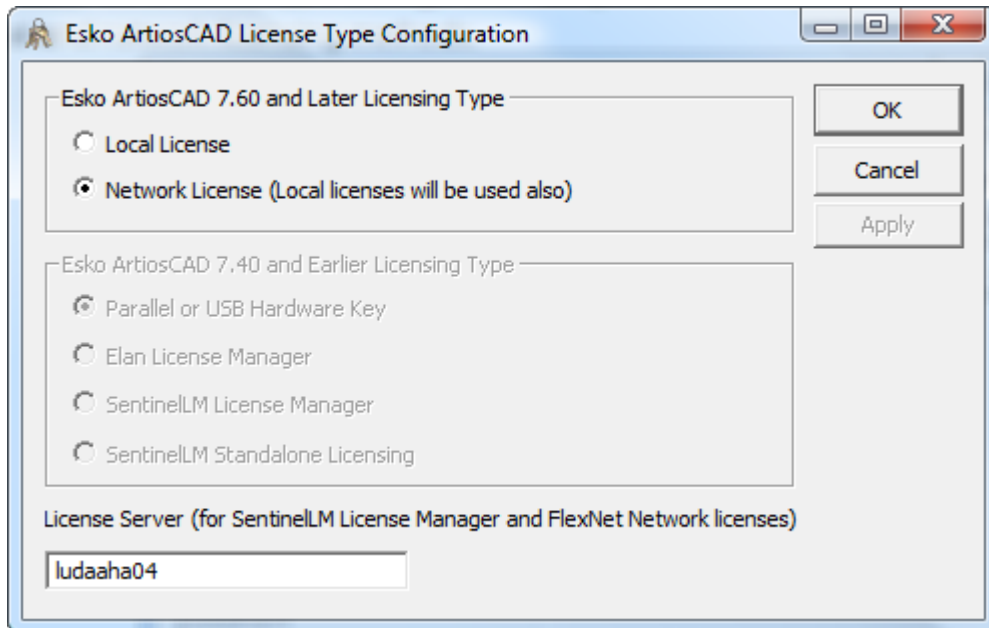 Esko ArtiosCAD License Type Configuration
Esko ArtiosCAD 7.60 and Later Licensing Type
Local License
Network License (Local licenses will be used also)
OK
Cancel
Apply
Esko ArtiosCAD 7.40 and Earlier Licensing Type
Parallel or USB Hardware Key
Elan License Manager
SentinelLM License Manager
SentinelLM Standalone Licensing
License Server (for SentinelLM License Manager and FlexNet Network licenses)
ludaaha04